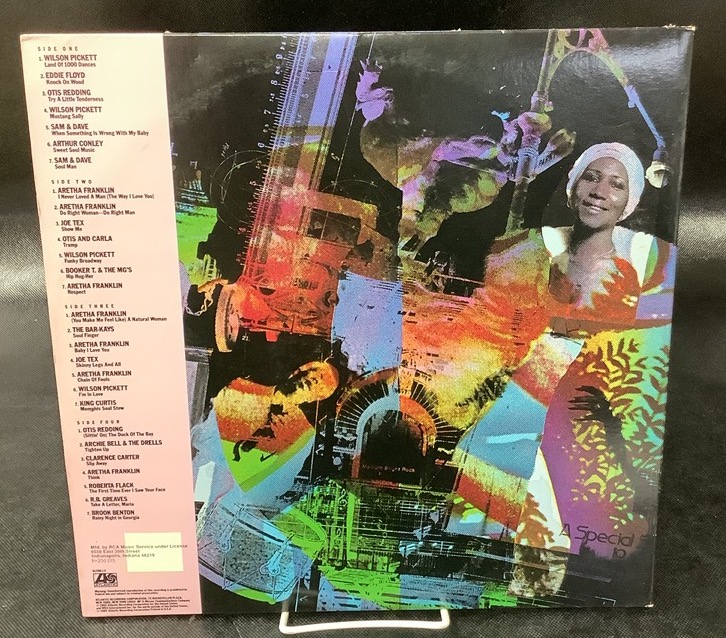 SIDE ONE
1. WILSON PICKETT
Land Of 1000 Dances
2. EDDIE FLOYD
Knock On Wood
3. OTIS REDDING
Try A Little Tenderness
4. WILSON PICKETT
Mustang Sally
5. SAM & DAVE
When Something Is Wrong With My Baby
6. ARTHUR CONLEY
Sweet Soul Music
7. SAM & DAVE
Soul Man
SIDE TWO
1. ARETHA FRANKLIN
I Never Loved A Man (The Way I Love You)
2. ARETHA FRANKLIN
Do Right Woman—Do Right Man
3. JOE TEX
Show Me
4. OTIS AND CARLA
Tramp
5. WILSON PICKETT
Funky Broadway
6. BOOKER T. & THE MG'S
Hip Hug-Her
7. ARETHA FRANKLIN
Respect
SIDE THREE
1. ARETHA FRANKLIN
(You Make Me Feel Like) A Natural Woman
2. THE BAR-KAYS
Soul Finger
3. ARETHA FRANKLIN
Baby I Love You
4. JOE TEX
Skinny Legs And All
5. ARETHA FRANKLIN
Chain Of Fools
6. WILSON PICKETT
I'm In Love
7. KING CURTIS
Memphis Soul Stew
SIDE FOUR
1. OTIS REDDING
(Sittin' On) The Dock Of The Bay
2. ARCHIE BELL & THE DRELLS
Tighten Up
3. CLARENCE CARTER
Slip Away
4. ARETHA FRANKLIN
Think
5. ROBERTA FLACK
The First Time Ever I Saw Your Face
6. R.B. GREAVES
Take A Letter, Maria
7. BROOK BENTON
Rainy Night in Georgia
Mfd. by RCA Music Service under License
6550 East 30th Street
Indianapolis, Indiana 46219
ATLANTIC
PARK
A Special